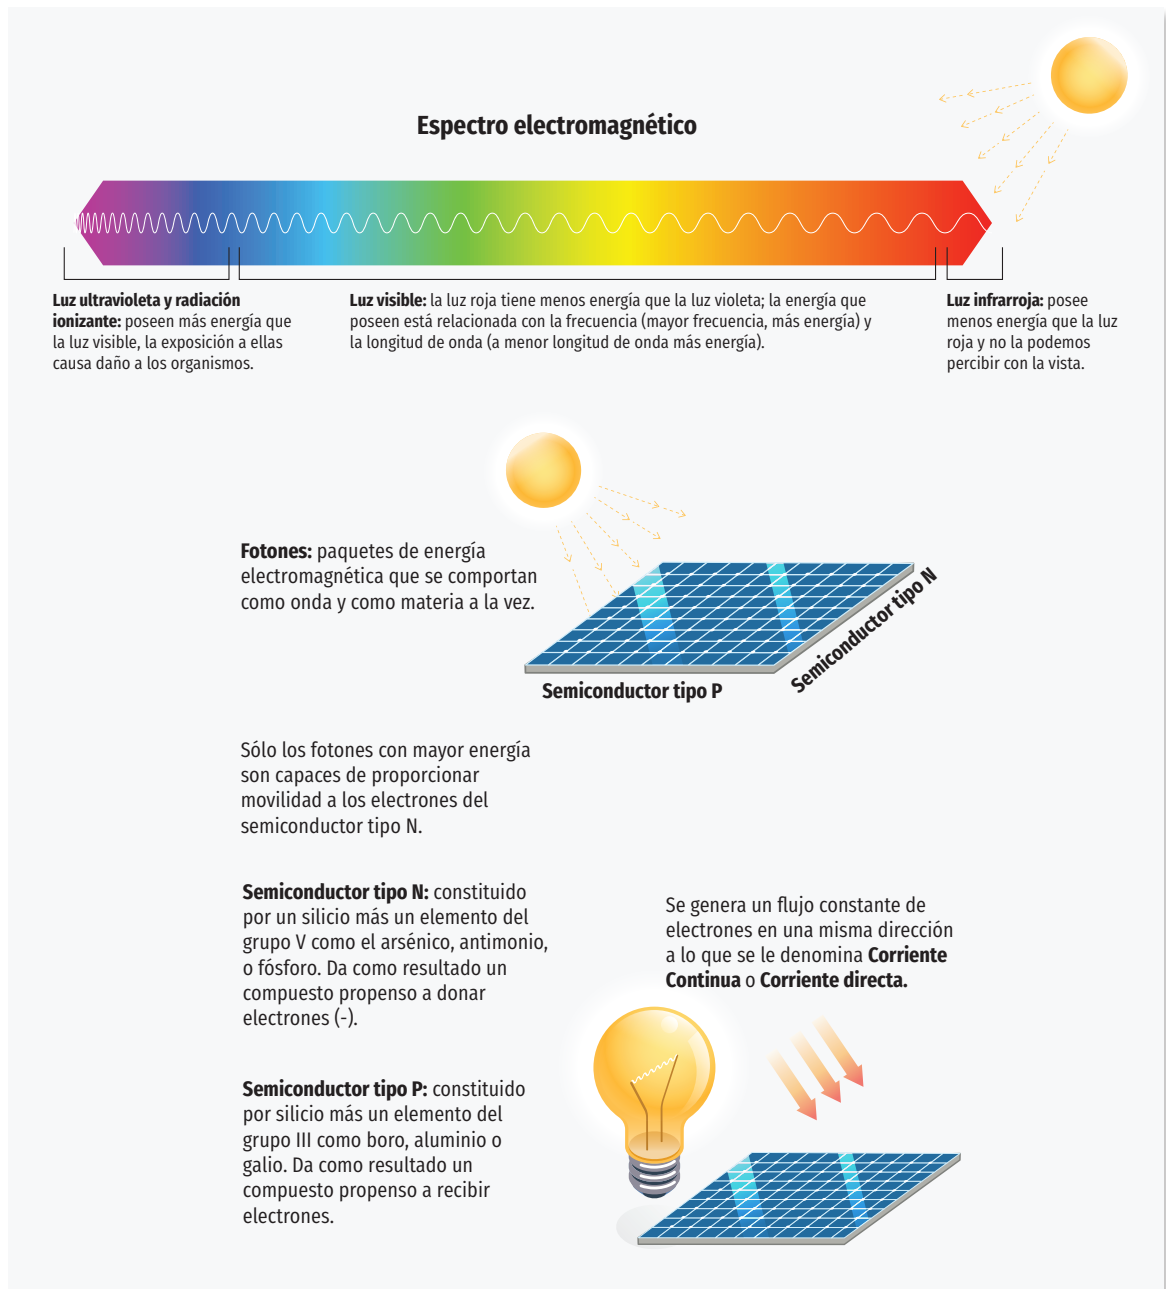 Espectro electromagnético
Luz ultravioleta y radiación
ionizante: poseen más energía que
la luz visible, la exposición a ellas
causa daño a los organismos.
Luz visible: la luz roja tiene menos energía que la luz violeta; la energía que
poseen está relacionada con la frecuencia (mayor frecuencia, más energía) y
la longitud de onda (a menor longitud de onda más energía).
Luz infrarroja: posee
menos energía que la luz
roja y no la podemos
percibir con la vista.
Fotones: paquetes de energía
electromagnética que se comportan
como onda y como materia a la vez.
Semiconductor tipo N
Semiconductor tipo P
Sólo los fotones con mayor energía
son capaces de proporcionar
movilidad a los electrones del
semiconductor tipo N.
Semiconductor tipo N: constituido
por un silicio más un elemento del
grupo V como el arsénico, antimonio,
o fósforo. Da como resultado un
compuesto propenso a donar
electrones (-).
Se genera un flujo constante de
electrones en una misma dirección
a lo que se le denomina Corriente
Continua o Corriente directa.
Semiconductor tipo P: constituido
por silicio más un elemento del
grupo III como boro, aluminio o
galio. Da como resultado un
compuesto propenso a recibir
electrones.